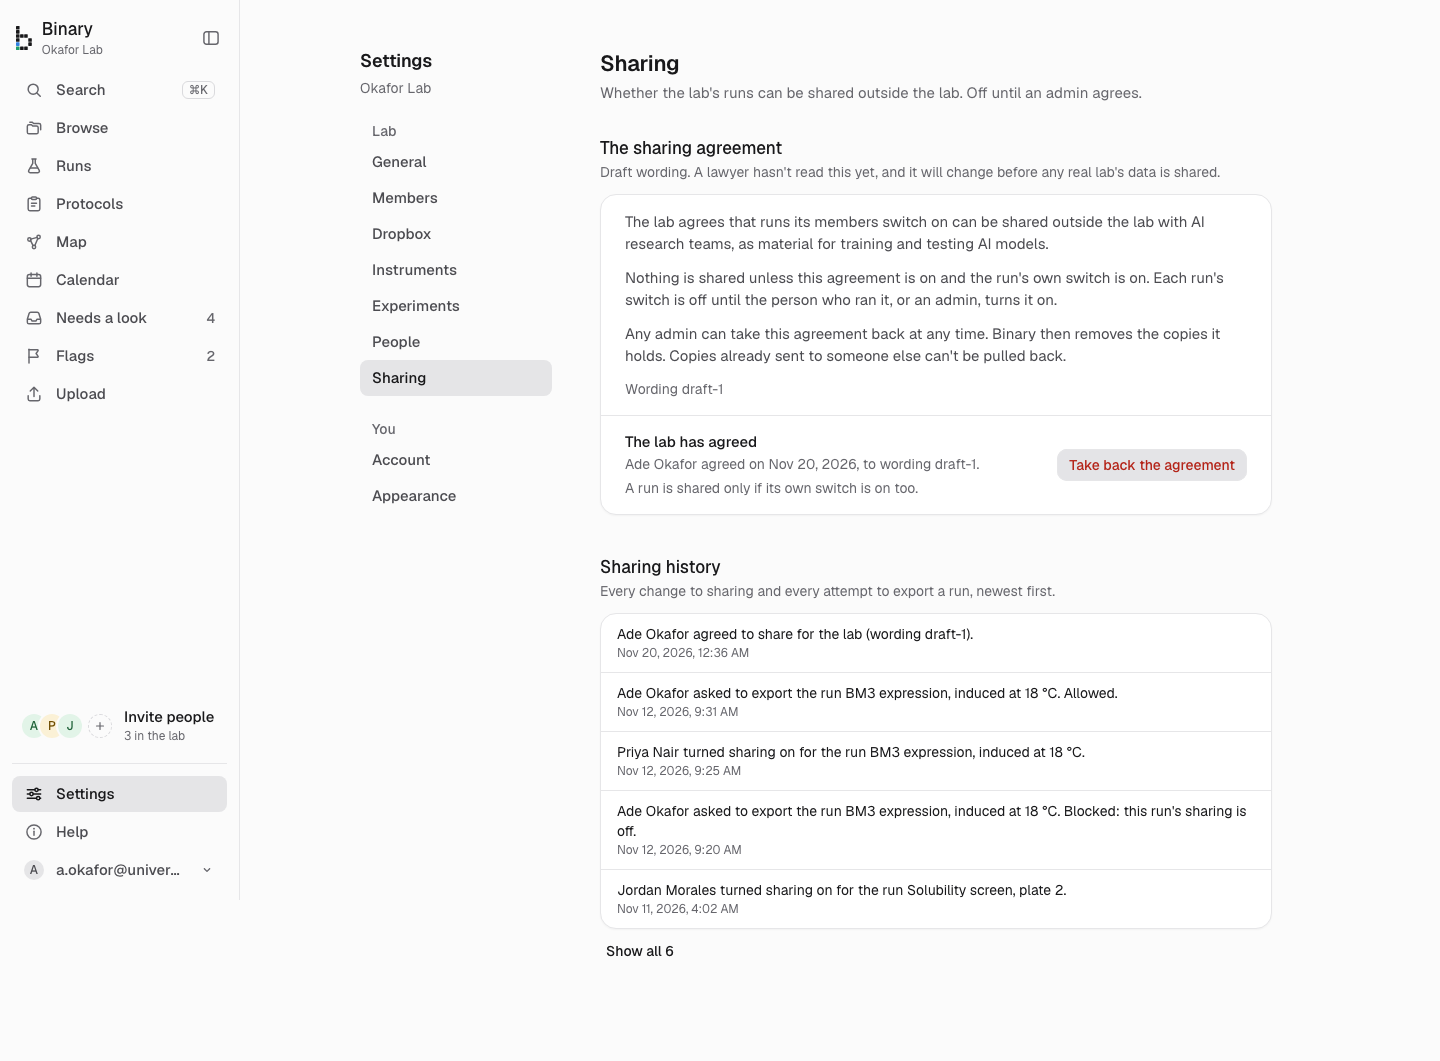 Binary
Okafor Lab
Search
⌘K
Browse
Runs
Protocols
Map
Calendar
Needs a look
4
Flags
2
Upload
A
P
J
+
Invite people
3 in the lab
Settings
Help
A
a.okafor@univer...
Settings
Okafor Lab
Lab
General
Members
Dropbox
Instruments
Experiments
People
Sharing
You
Account
Appearance
Sharing
Whether the lab's runs can be shared outside the lab. Off until an admin agrees.
The sharing agreement
Draft wording. A lawyer hasn't read this yet, and it will change before any real lab's data is shared.
The lab agrees that runs its members switch on can be shared outside the lab with AI
research teams, as material for training and testing AI models.
Nothing is shared unless this agreement is on and the run's own switch is on. Each run's
switch is off until the person who ran it, or an admin, turns it on.
Any admin can take this agreement back at any time. Binary then removes the copies it
holds. Copies already sent to someone else can't be pulled back.
Wording draft-1
The lab has agreed
Ade Okafor agreed on Nov 20, 2026, to wording draft-1.
A run is shared only if its own switch is on too.
Take back the agreement
Sharing history
Every change to sharing and every attempt to export a run, newest first.
Ade Okafor agreed to share for the lab (wording draft-1).
Nov 20, 2026, 12:36 AM
Ade Okafor asked to export the run BM3 expression, induced at 18 °C. Allowed.
Nov 12, 2026, 9:31 AM
Priya Nair turned sharing on for the run BM3 expression, induced at 18 °C.
Nov 12, 2026, 9:25 AM
Ade Okafor asked to export the run BM3 expression, induced at 18 °C. Blocked: this run's sharing is
off.
Nov 12, 2026, 9:20 AM
Jordan Morales turned sharing on for the run Solubility screen, plate 2.
Nov 11, 2026, 4:02 AM
Show all 6